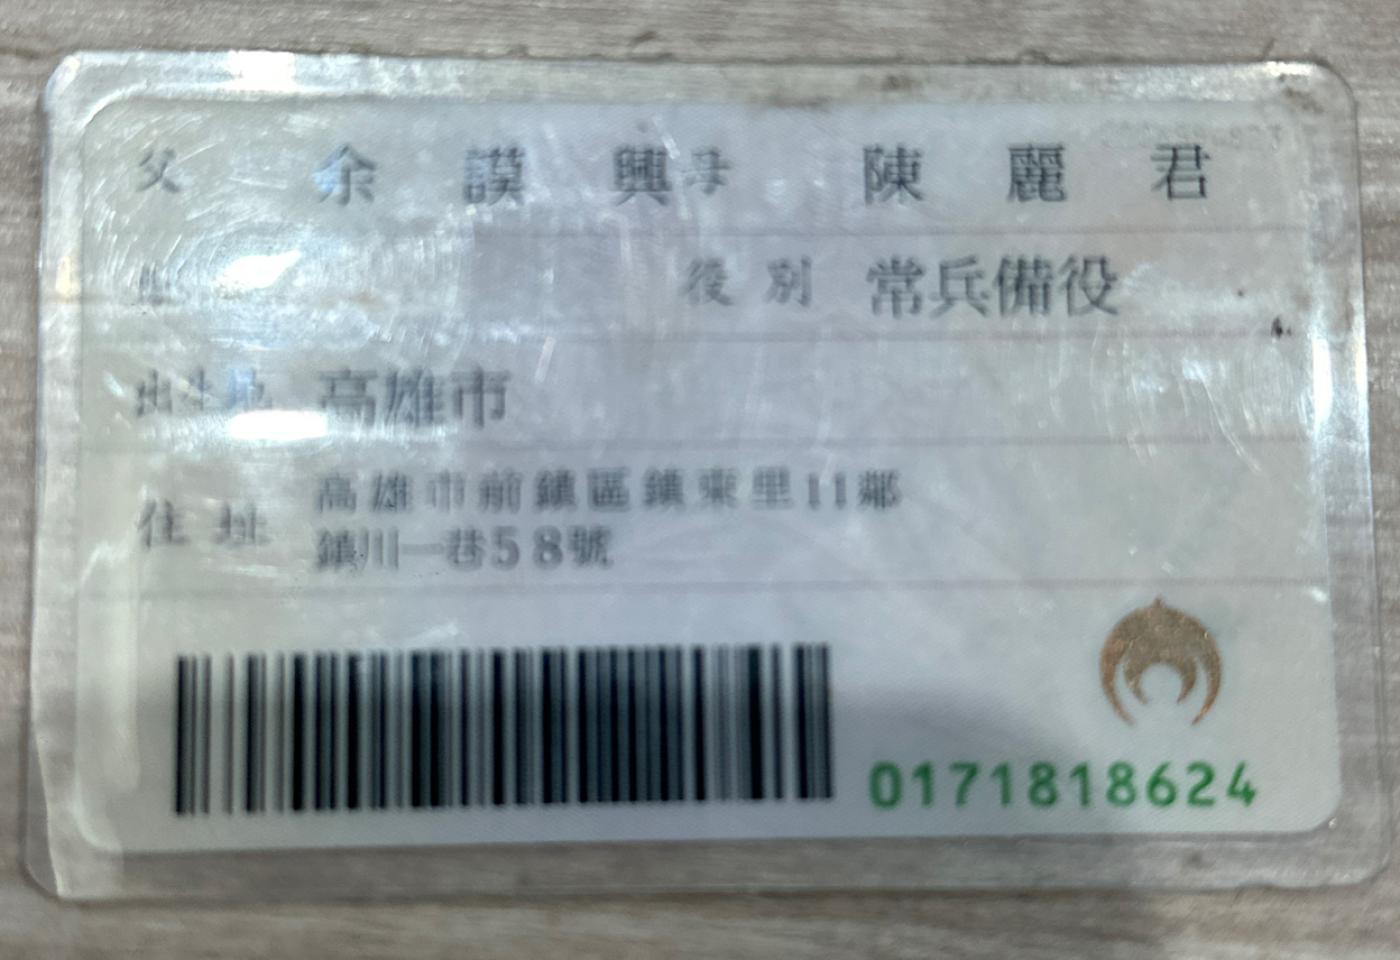 父 余謨興 母 陳麗君
役別 常兵備役
出生地 高雄市
住址 高雄市前鎮區鎮東里11鄰
鎮川一巷58號
0171818624